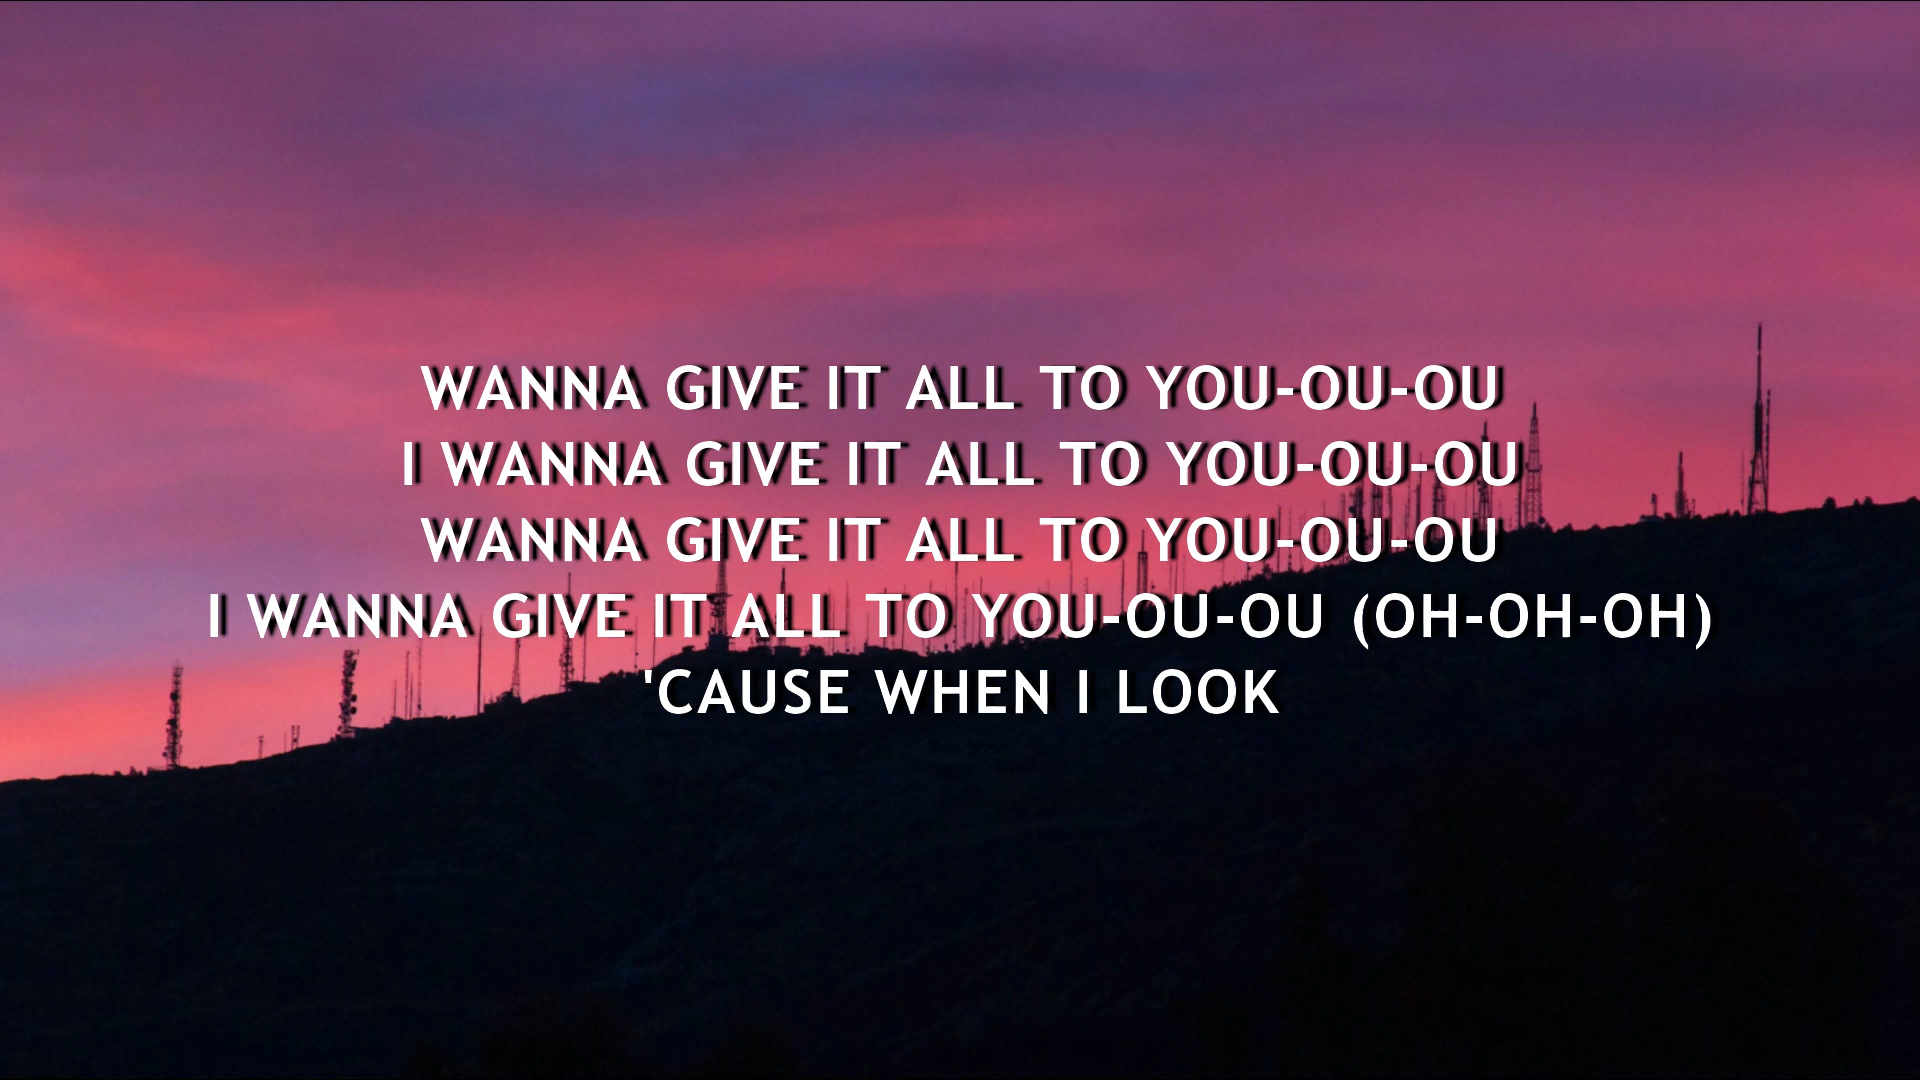 WANNA GIVE IT ALL TO YOU-OU-OU
I WANNA GIVE IT ALL TO YOU-OU-OU
WANNA GIVE IT ALL TO YOU-OU-OU
I WANNA GIVE IT ALL TO YOU-OU-OU (OH-OH-OH)
'CAUSE WHEN I LOOK